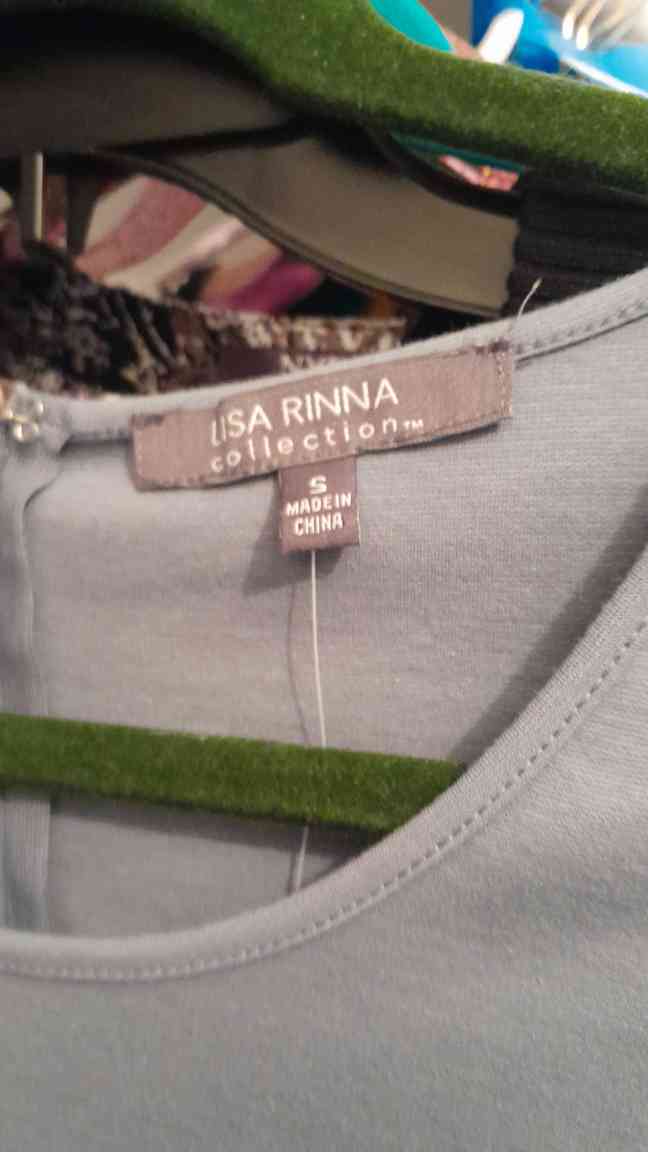 LISA RINNA
collection™
S
MADE IN
CHINA